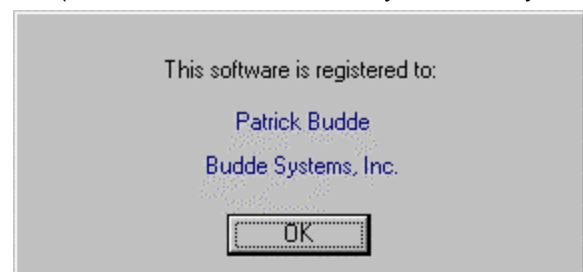 This software is registered to:
Patrick Budde
Budde Systems, Inc.
OK